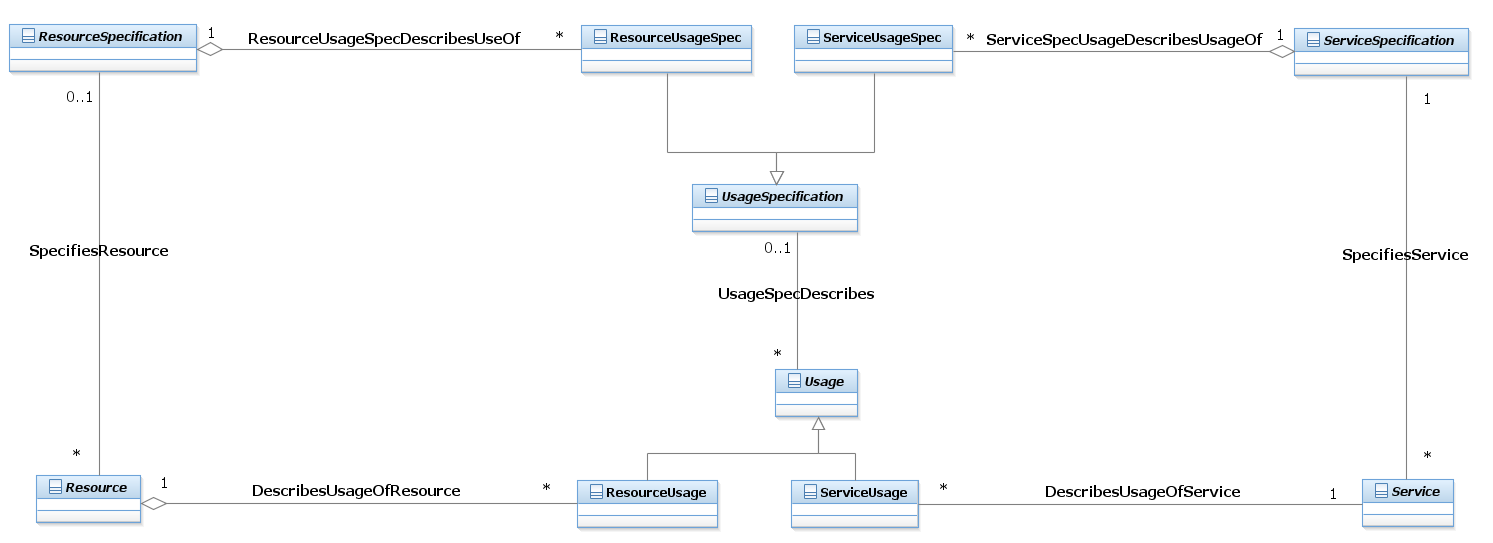 ResourceSpecification
1
ResourceUsageSpecDescribesUseOf
*
ResourceUsageSpec
ServiceUsageSpec
*
ServiceSpecUsageDescribesUsageOf
1
ServiceSpecification
0..1
1
UsageSpecification
0..1
SpecifiesResource
SpecifiesService
UsageSpecDescribes
*
Usage
*
*
Resource
1
DescribesUsageOfResource
*
ResourceUsage
ServiceUsage
*
DescribesUsageOfService
1
Service